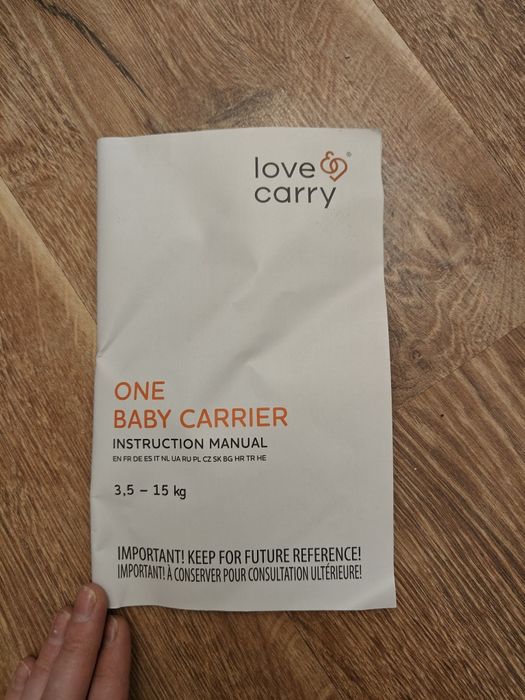 love &®
carry
ONE
BABY CARRIER
INSTRUCTION MANUAL
EN FR DE ES IT NL UA RU PL CZ SK BG HR TR HE
3,5 – 15 kg
IMPORTANT! KEEP FOR FUTURE REFERENCE!
IMPORTANT! À CONSERVER POUR CONSULTATION ULTÉRIEURE!